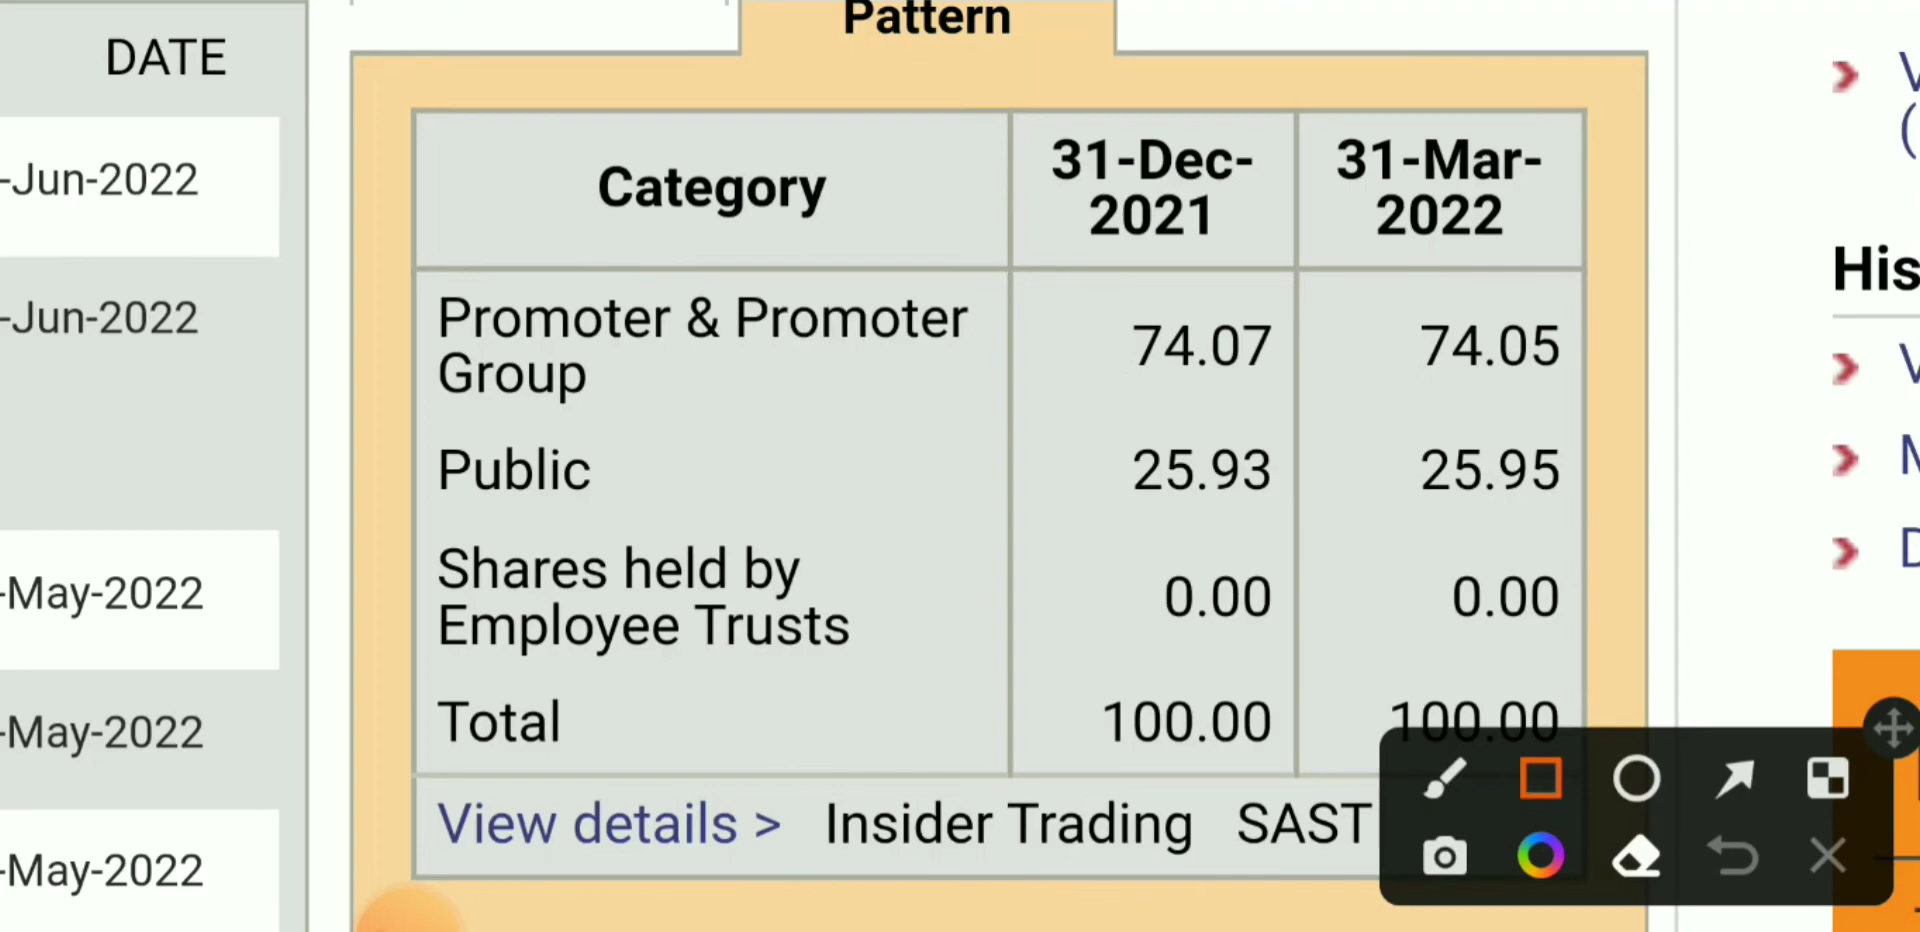 Pattern
DATE
-Jun-2022
-Jun-2022
-May-2022
-May-2022
-May-2022
Category
31-Dec-
2021
31-Mar-
2022
Promoter & Promoter
Group
74.07
74.05
Public
25.93
25.95
Shares held by
Employee Trusts
0.00
0.00
Total
100.00
100.00
View details >
Insider Trading
SAST
His